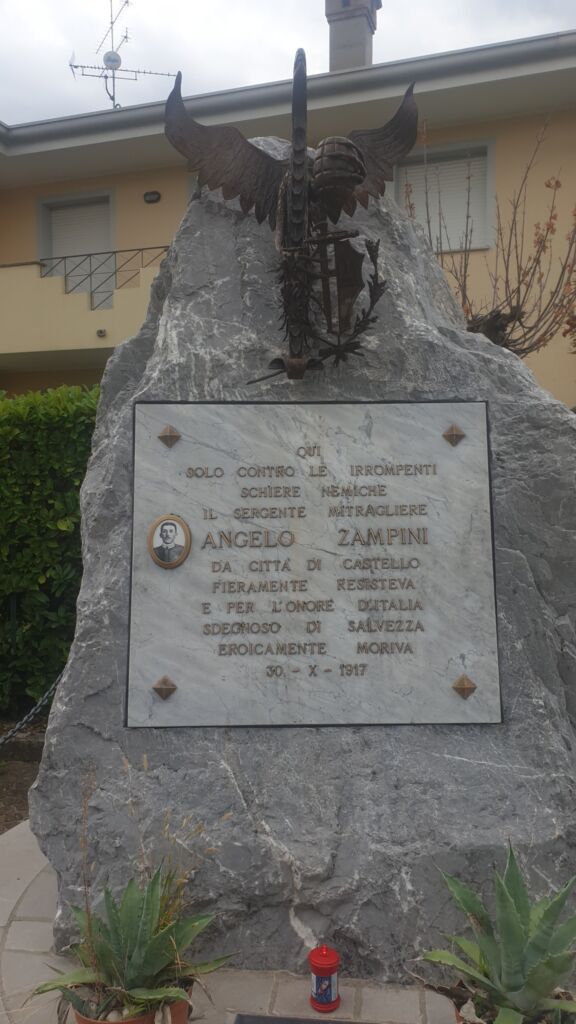 QUI
SOLO CONTRO LE IRROMPENTI
SCHIERE NEMICHE
IL SERGENTE MITRAGLIERE
ANGELO ZAMPINI
DA CITTA' DI CASTELLO
FIERAMENTE RESISTEVA
E PER L'ONORE D'ITALIA
SDEGNOSO DI SALVEZZA
EROICAMENTE MORIVA
30 - X - 1917